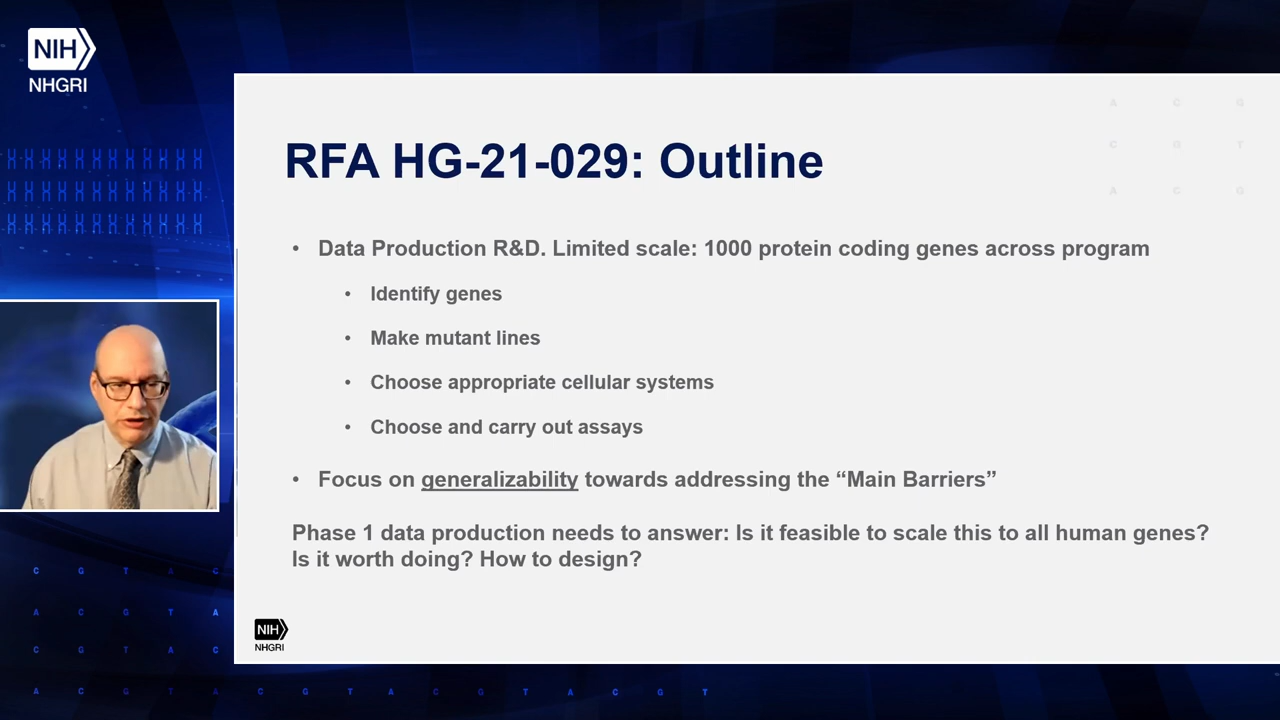 NIH
NHGRI
RFA HG-21-029: Outline
A C G
C G T
A C G
• Data Production R&D. Limited scale: 1000 protein coding genes across program
• Identify genes
• Make mutant lines
• Choose appropriate cellular systems
• Choose and carry out assays
• Focus on generalizability towards addressing the “Main Barriers”
Phase 1 data production needs to answer: Is it feasible to scale this to all human genes?
Is it worth doing? How to design?
NIH
NHGRI
C G T A C
A C G T A
C G T A C
A C G T A C G T A C G T A C G T